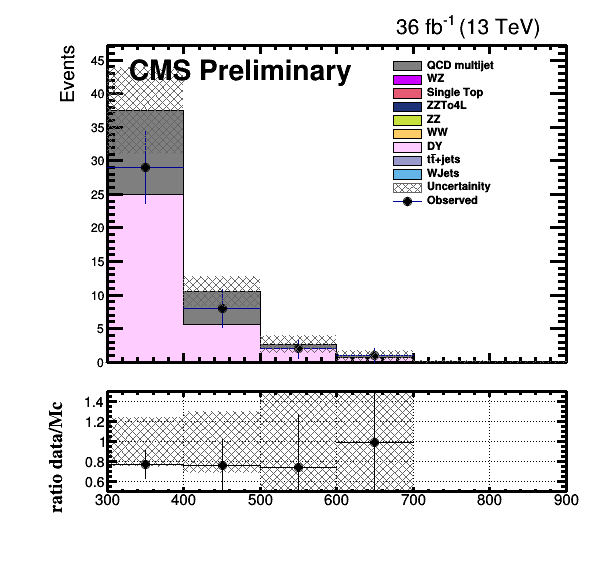 36 fb-1 (13 TeV)
CMS Preliminary
Events
45
40
35
30
25
20
15
10
5
0
QCD multijet
WZ
Single Top
ZZTo4L
ZZ
WW
DY
tt̄+jets
WJets
Uncertainity
Observed
ratio data/Mc
1.4
1.2
1
0.8
0.6
300 400 500 600 700 800 900